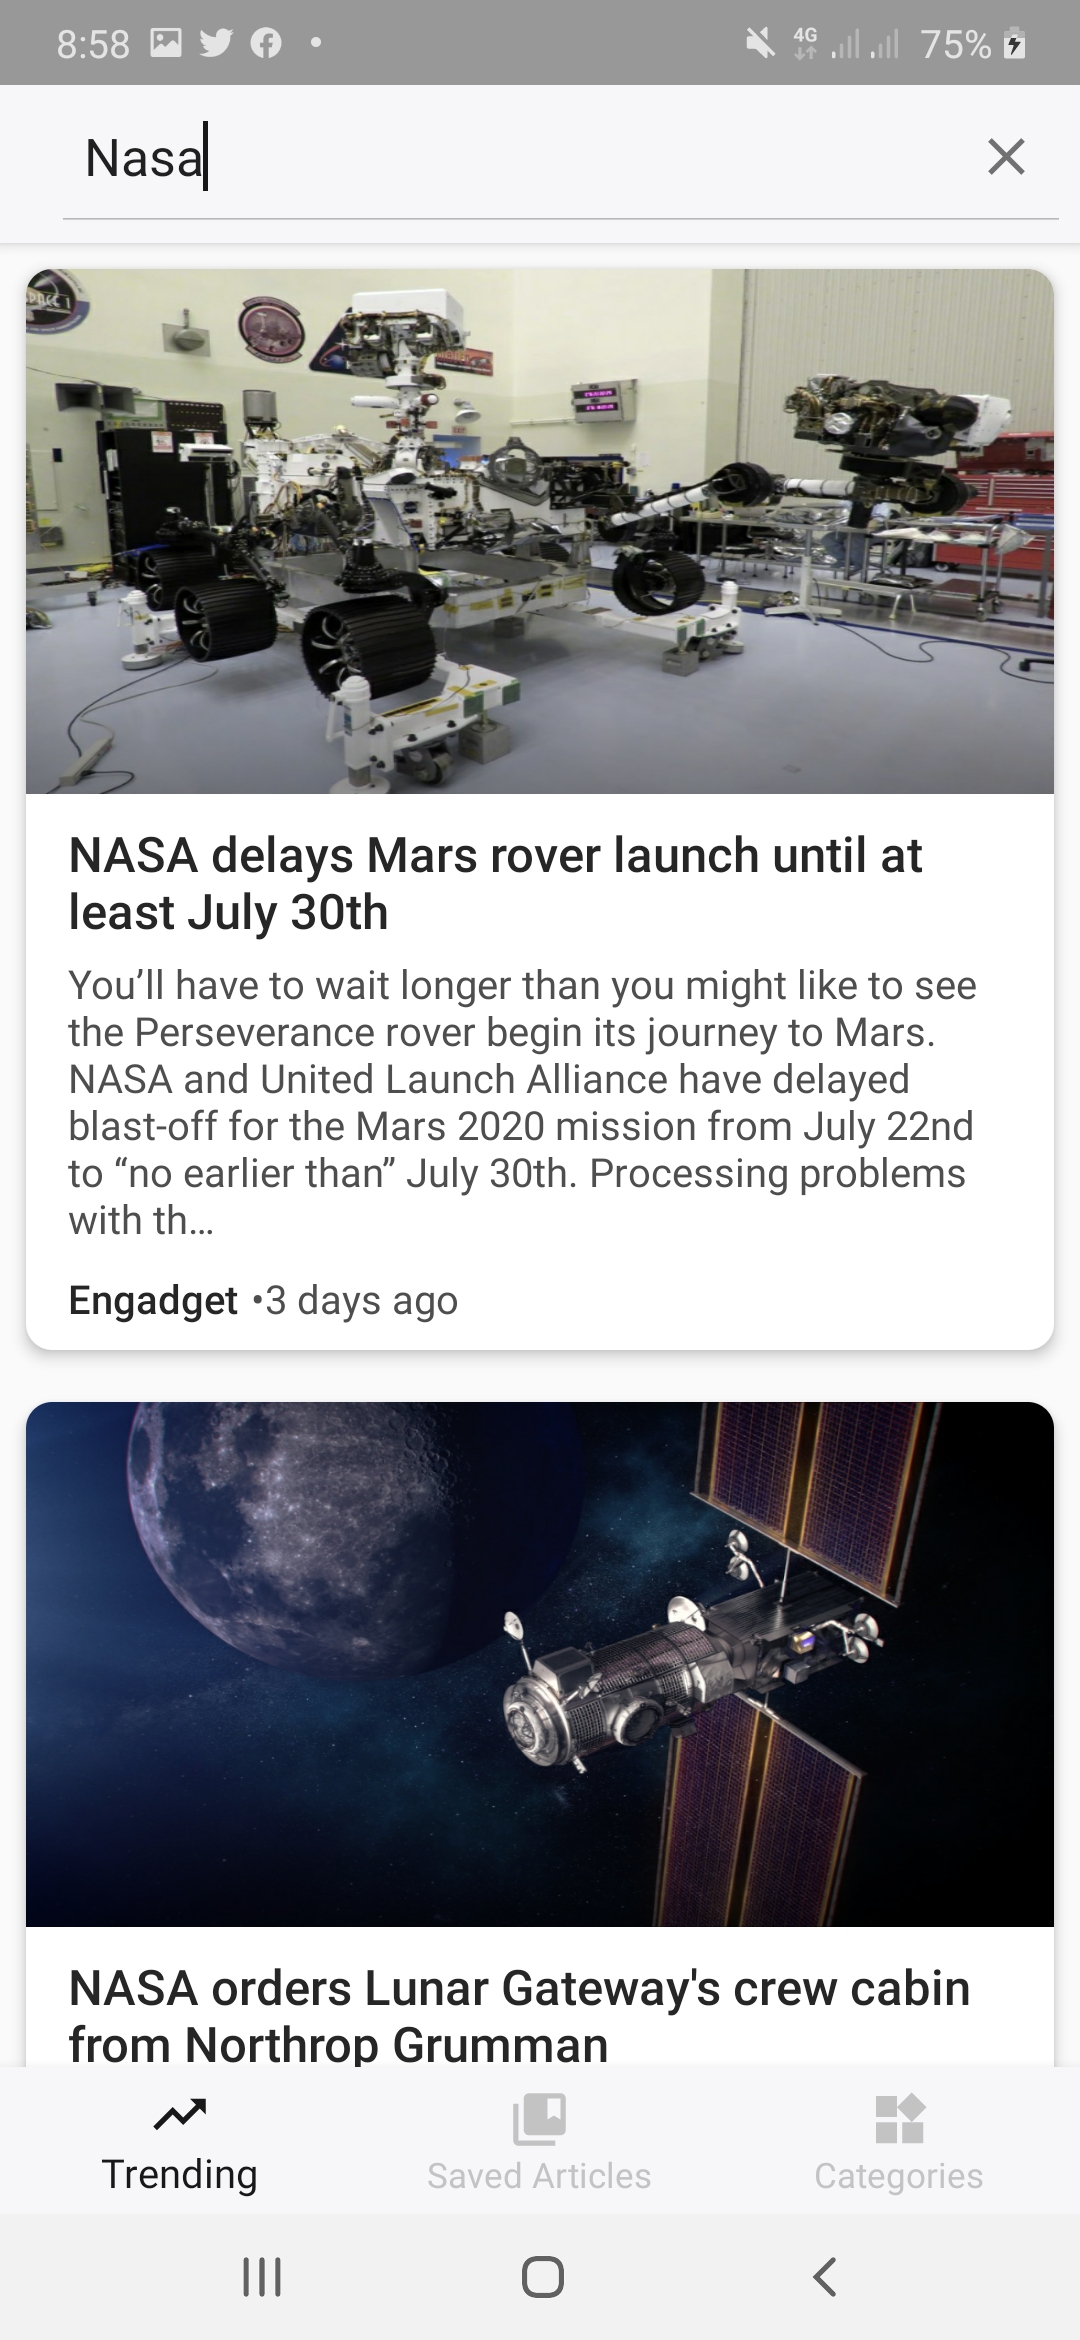 8:58
4G
75%
Nasa
NASA delays Mars rover launch until at
least July 30th
You’ll have to wait longer than you might like to see
the Perseverance rover begin its journey to Mars.
NASA and United Launch Alliance have delayed
blast-off for the Mars 2020 mission from July 22nd
to “no earlier than” July 30th. Processing problems
with th…
Engadget •3 days ago
NASA orders Lunar Gateway's crew cabin
from Northrop Grumman
Trending
Saved Articles
Categories